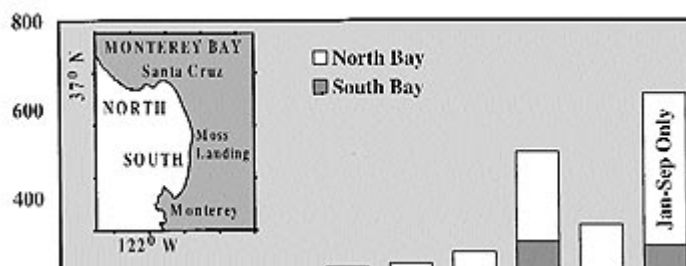 800
600
400
MONTEREY BAY
Santa Cruz
37° N
NORTH
SOUTH
Moss
Landing
Monterey
122° W
North Bay
South Bay
Jan-Sep Only